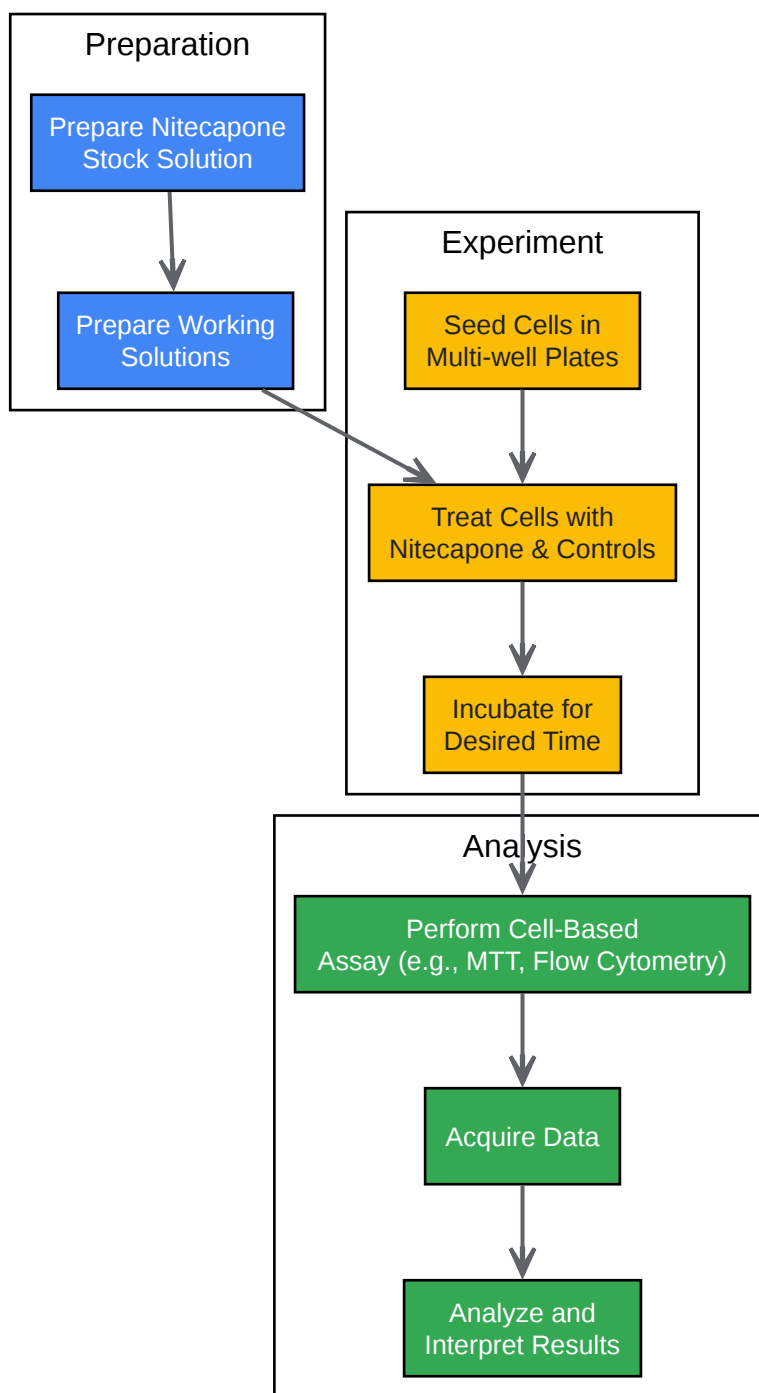 Preparation
Prepare Nitecapone
Stock Solution
Prepare Working
Solutions
Experiment
Seed Cells in
Multi-well Plates
Treat Cells with
Nitecapone & Controls
Incubate for
Desired Time
Analysis
Perform Cell-Based
Assay (e.g., MTT, Flow Cytometry)
Acquire Data
Analyze and
Interpret Results